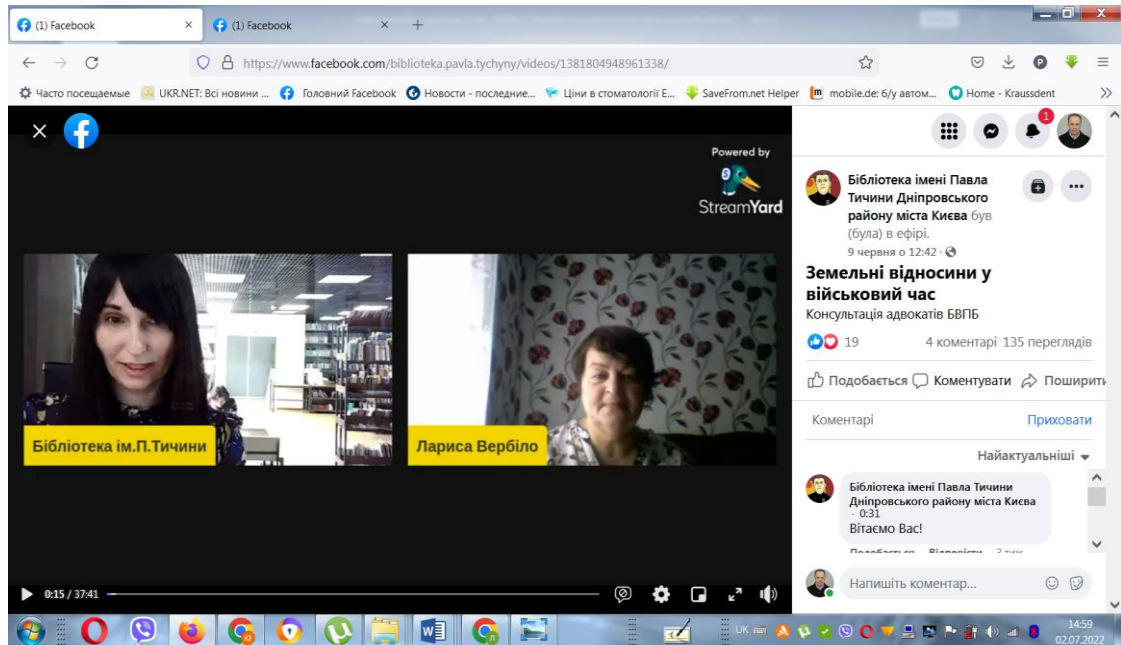 (1) Facebook
(1) Facebook
https://www.facebook.com/biblioteka.pavla.tychyny/videos/1381804948961338/
Часто посещаемые
UKR.NET: Всі новини ...
Головний Facebook
Новости - последние...
Ціни в стоматології Е...
SaveFrom.net Helper
mobile.de: б/у автом...
Home - Kraussdent
Powered by
StreamYard
Бібліотека ім.П.Тичини
Лариса Вербіло
0:15 / 37:41
1
Бібліотека імені Павла
Тичини Дніпровського
району міста Києва був
(була) в ефірі.
9 червня о 12:42 ·
Земельні відносини у
військовий час
Консультація адвокатів БВПБ
19
4 коментарі 135 переглядів
Подобається
Коментувати
Поширити
Коментарі
Приховати
Найактуальніші
Бібліотека імені Павла Тичини
Дніпровського району міста Києва
· 0:31
Вітаємо Вас!
Подобається Відповісти 3 тиж
Напишіть коментар...
UK
14:59
02.07.2022